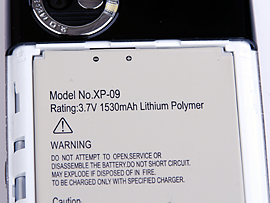 Model No.XP-09
Rating:3.7V 1530mAh Lithium Polymer
WARNING
DO NOT ATTEMPT TO OPEN,SERVICE OR
DISASSEMBLE THE BATTERY,DO NOT SHORT CIRCUIT.
MAY EXPLODE IF DISPOSED OF IN FIRE.
TO BE CHARGED ONLY WITH SPECIFIED CHARGER.
Caution